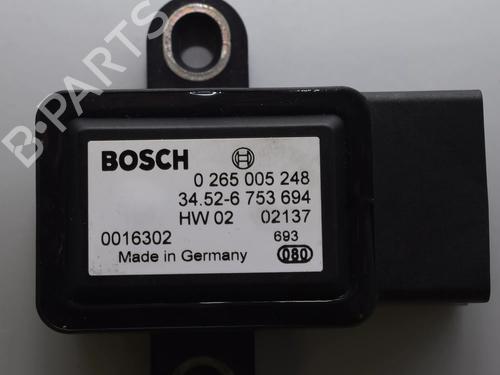 B-PARTS
BOSCH
0 265 005 248
34.52-6 753 694
HW 02 02137
0016302 693
Made in Germany 080